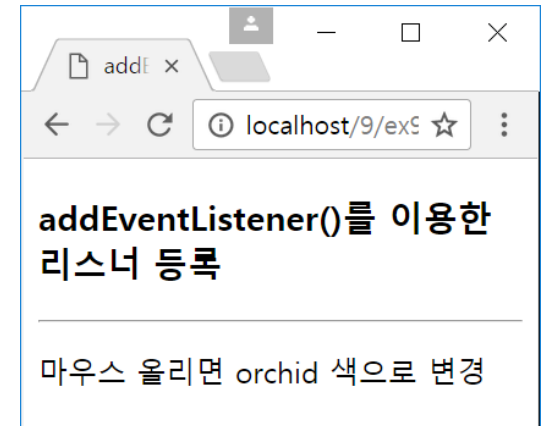 add
localhost/9/ex9
addEventListener()를 이용한
리스너 등록
마우스 올리면 orchid 색으로 변경